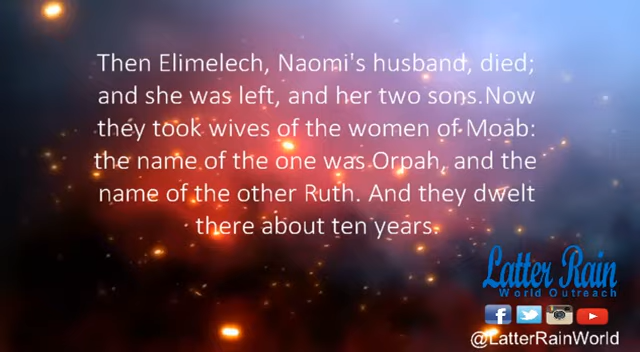 Then Elimelech, Naomi's husband, died;
and she was left, and her two sons.Now
they took wives of the women of Moab:
the name of the one was Orpah, and the
name of the other Ruth. And they dwelt
there about ten years.
Latter Rain
World Outreach
@LatterRainWorld